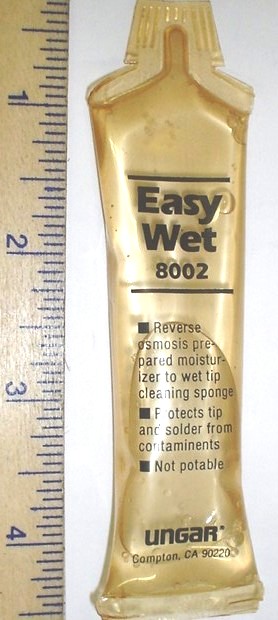 Easy
Wet
8002
■ Reverse
osmosis pre-
pared moistur-
izer to wet tip
cleaning sponge
■ P otects tip
and solder from
contaminents
■ Not potable
UNGAR
Compton, CA 90220
1
2
3
4